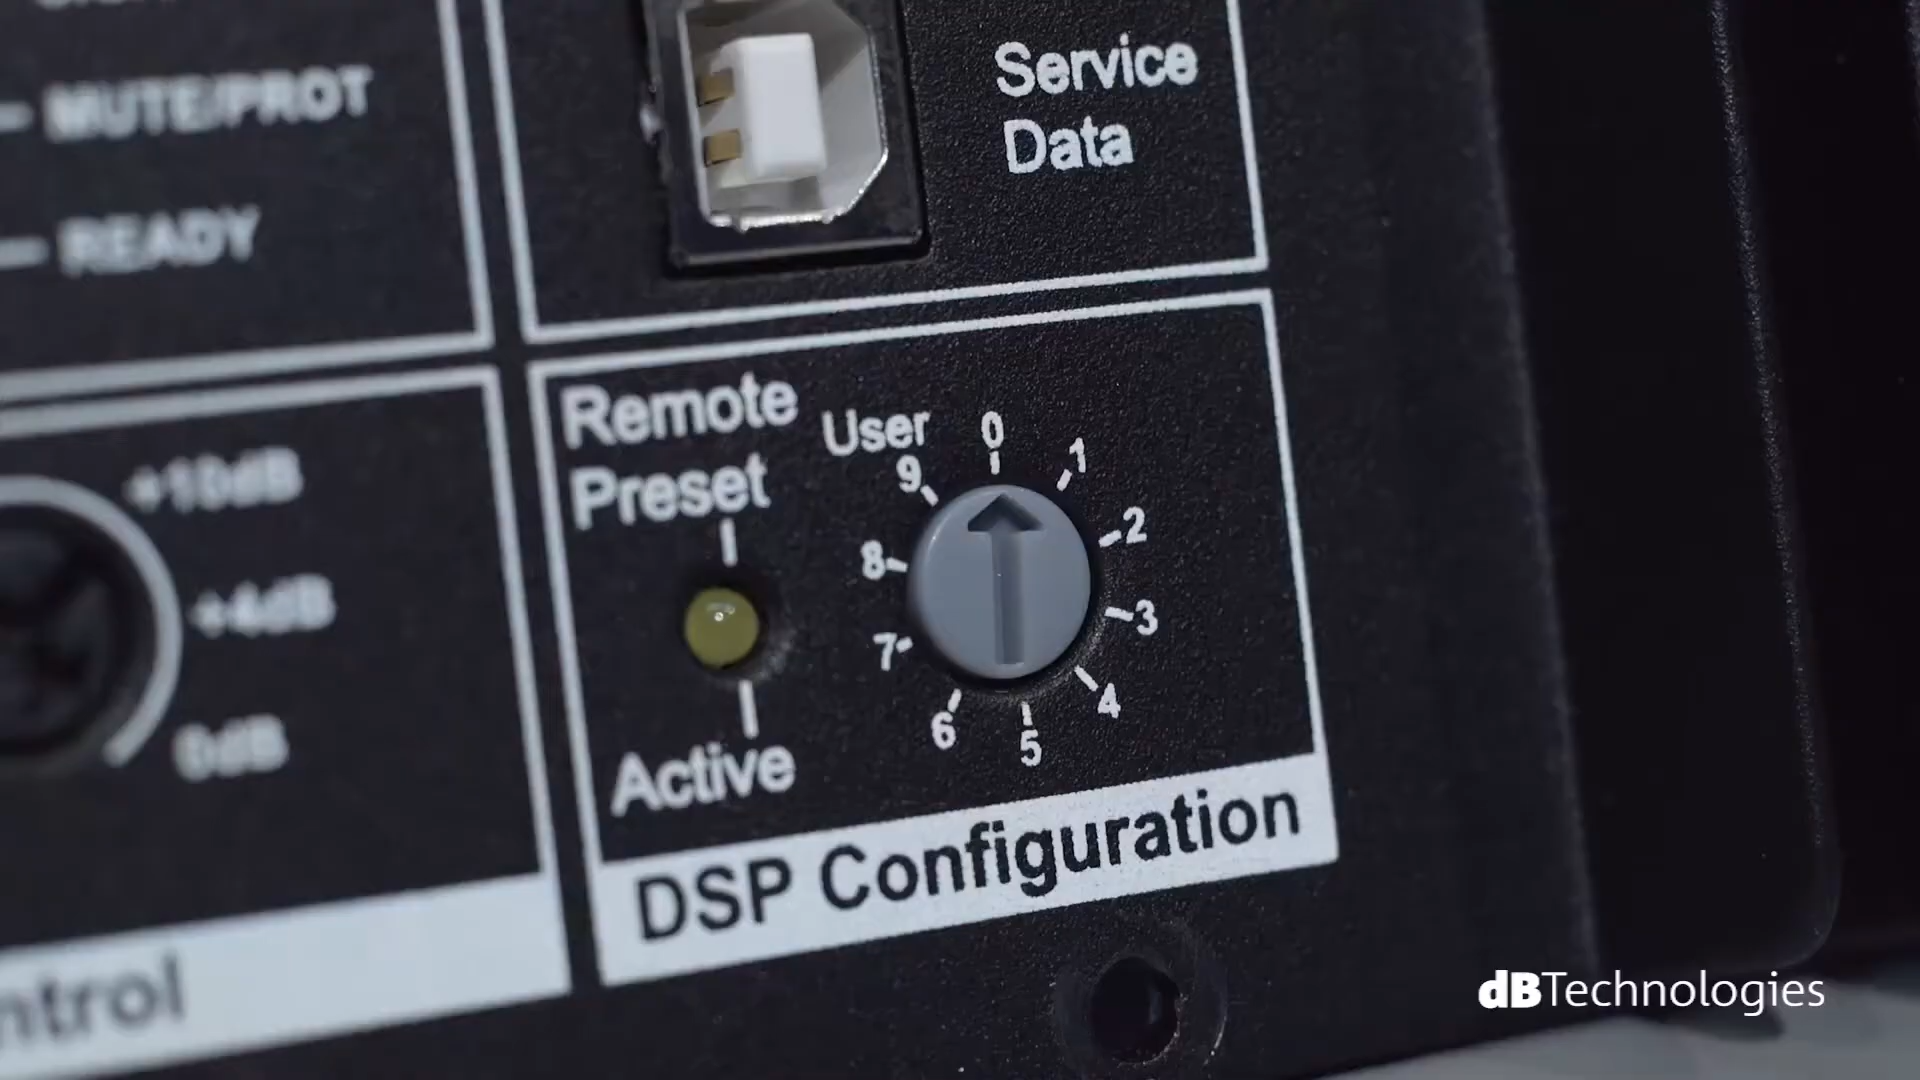 MUTE/PROT
READY
Service
Data
+10dB
+4dB
0dB
Remote
Preset
Active
User
0
1
2
3
4
5
6
7
8
9
DSP Configuration
ntrol
dBTechnologies